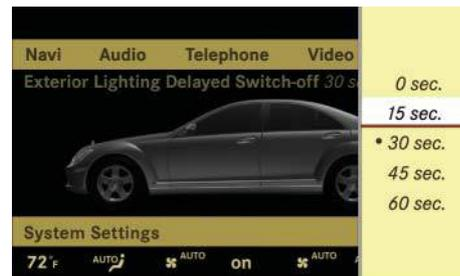 Navi Audio Telephone Video
Exterior Lighting Delayed Switch-off 30 s
0 sec.
15 sec.
• 30 sec.
45 sec.
60 sec.
System Settings
72°F AUTO AUTO on AUTO